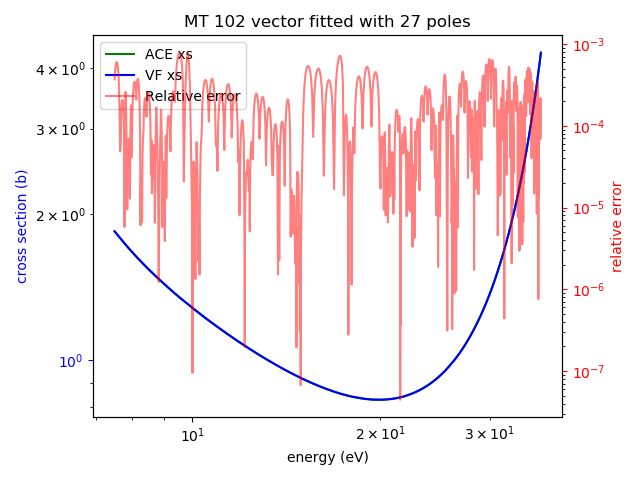 MT 102 vector fitted with 27 poles
ACE xs
VF xs
Relative error
cross section (b)
4 × 10⁰
3 × 10⁰
2 × 10⁰
10⁰
relative error
10⁻³
10⁻⁴
10⁻⁵
10⁻⁶
10⁻⁷
10¹
2 × 10¹
3 × 10¹
energy (eV)